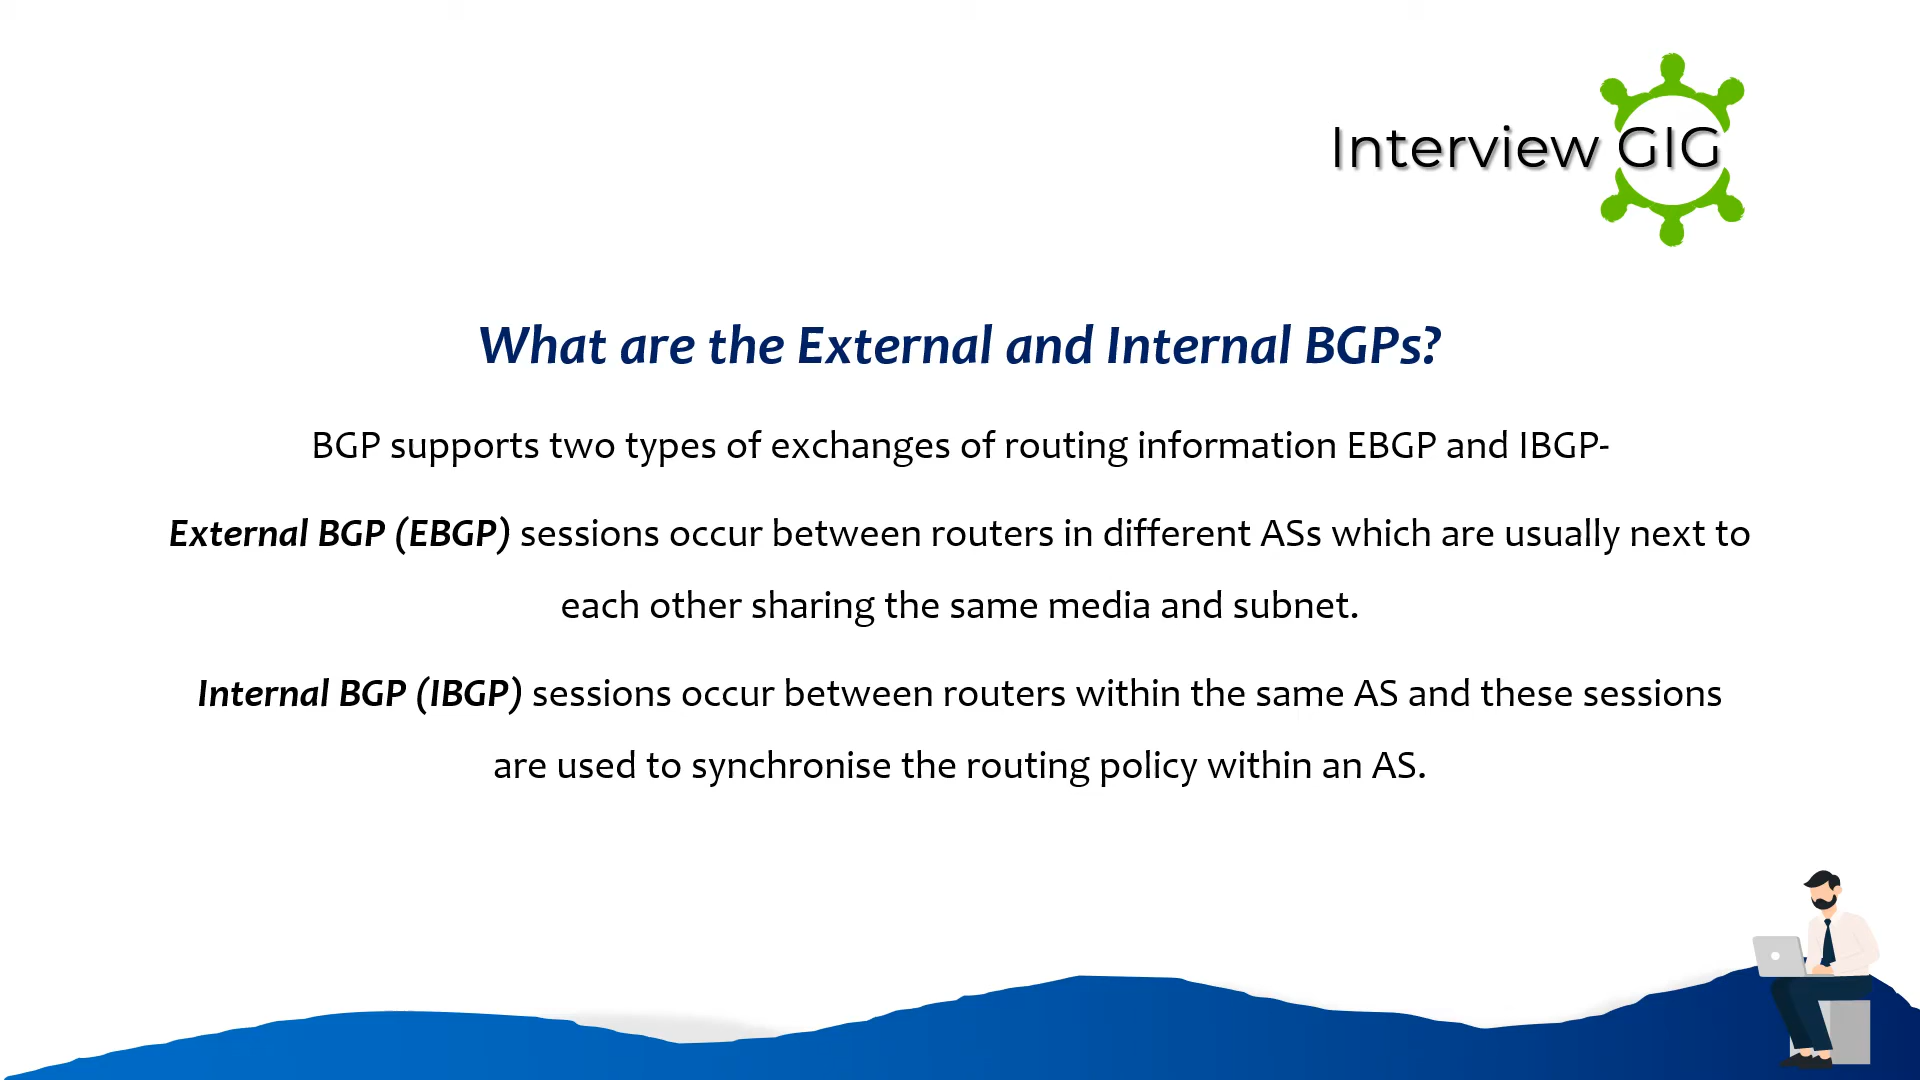 Interview GIG
What are the External and Internal BGPs?
BGP supports two types of exchanges of routing information EBGP and IBGP-
External BGP (EBGP) sessions occur between routers in different ASs which are usually next to
each other sharing the same media and subnet.
Internal BGP (IBGP) sessions occur between routers within the same AS and these sessions
are used to synchronise the routing policy within an AS.